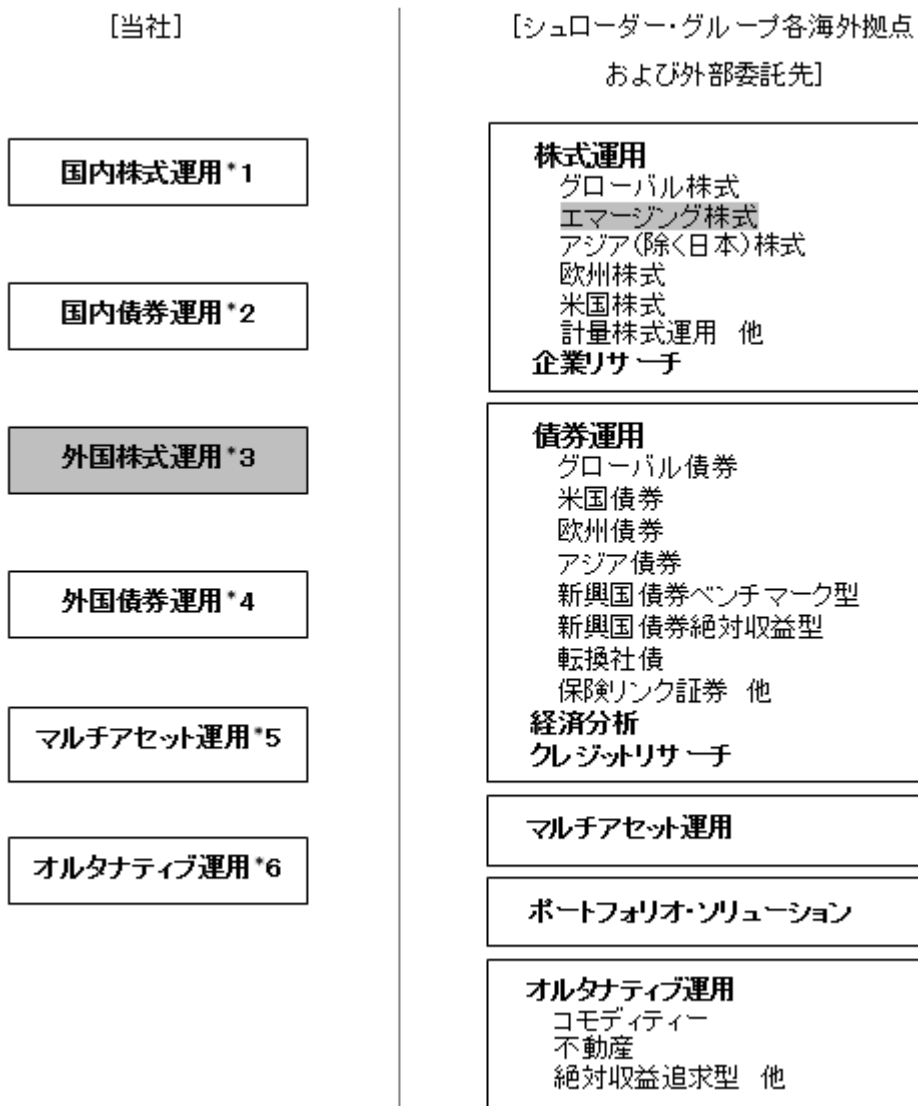 [当社]
国内株式運用*1
国内債券運用*2
外国株式運用*3
外国債券運用*4
マルチアセット運用*5
オルタナティブ運用*6
[シュローダー・グループ各海外拠点
および外部委託先]
株式運用
グローバル株式
エマージング株式
アジア(除く日本)株式
欧州株式
米国株式
計量株式運用 他
企業リサーチ
債券運用
グローバル債券
米国債券
欧州債券
アジア債券
新興国債券ベンチマーク型
新興国債券絶対収益型
転換社債
保険リンク証券 他
経済分析
クレジットリサーチ
マルチアセット運用
ポートフォリオ・ソリューション
オルタナティブ運用
コモディティー
不動産
絶対収益追求型 他